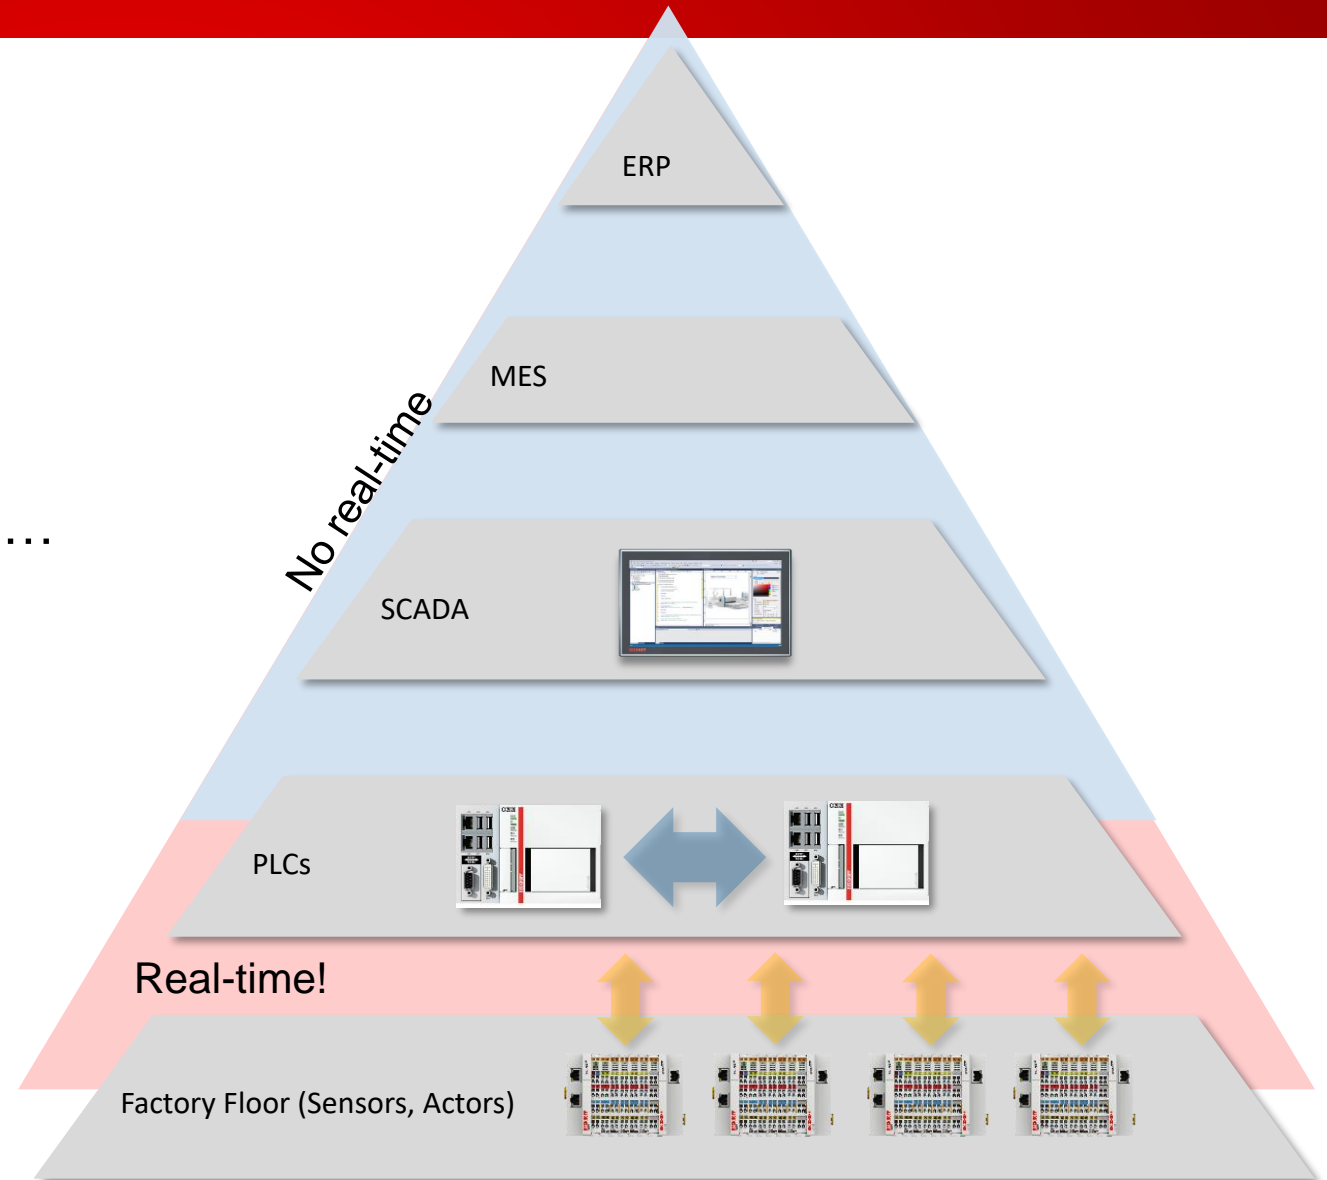 ERP
MES
No real-time
…
SCADA
PLCs
Real-time!
Factory Floor (Sensors, Actors)